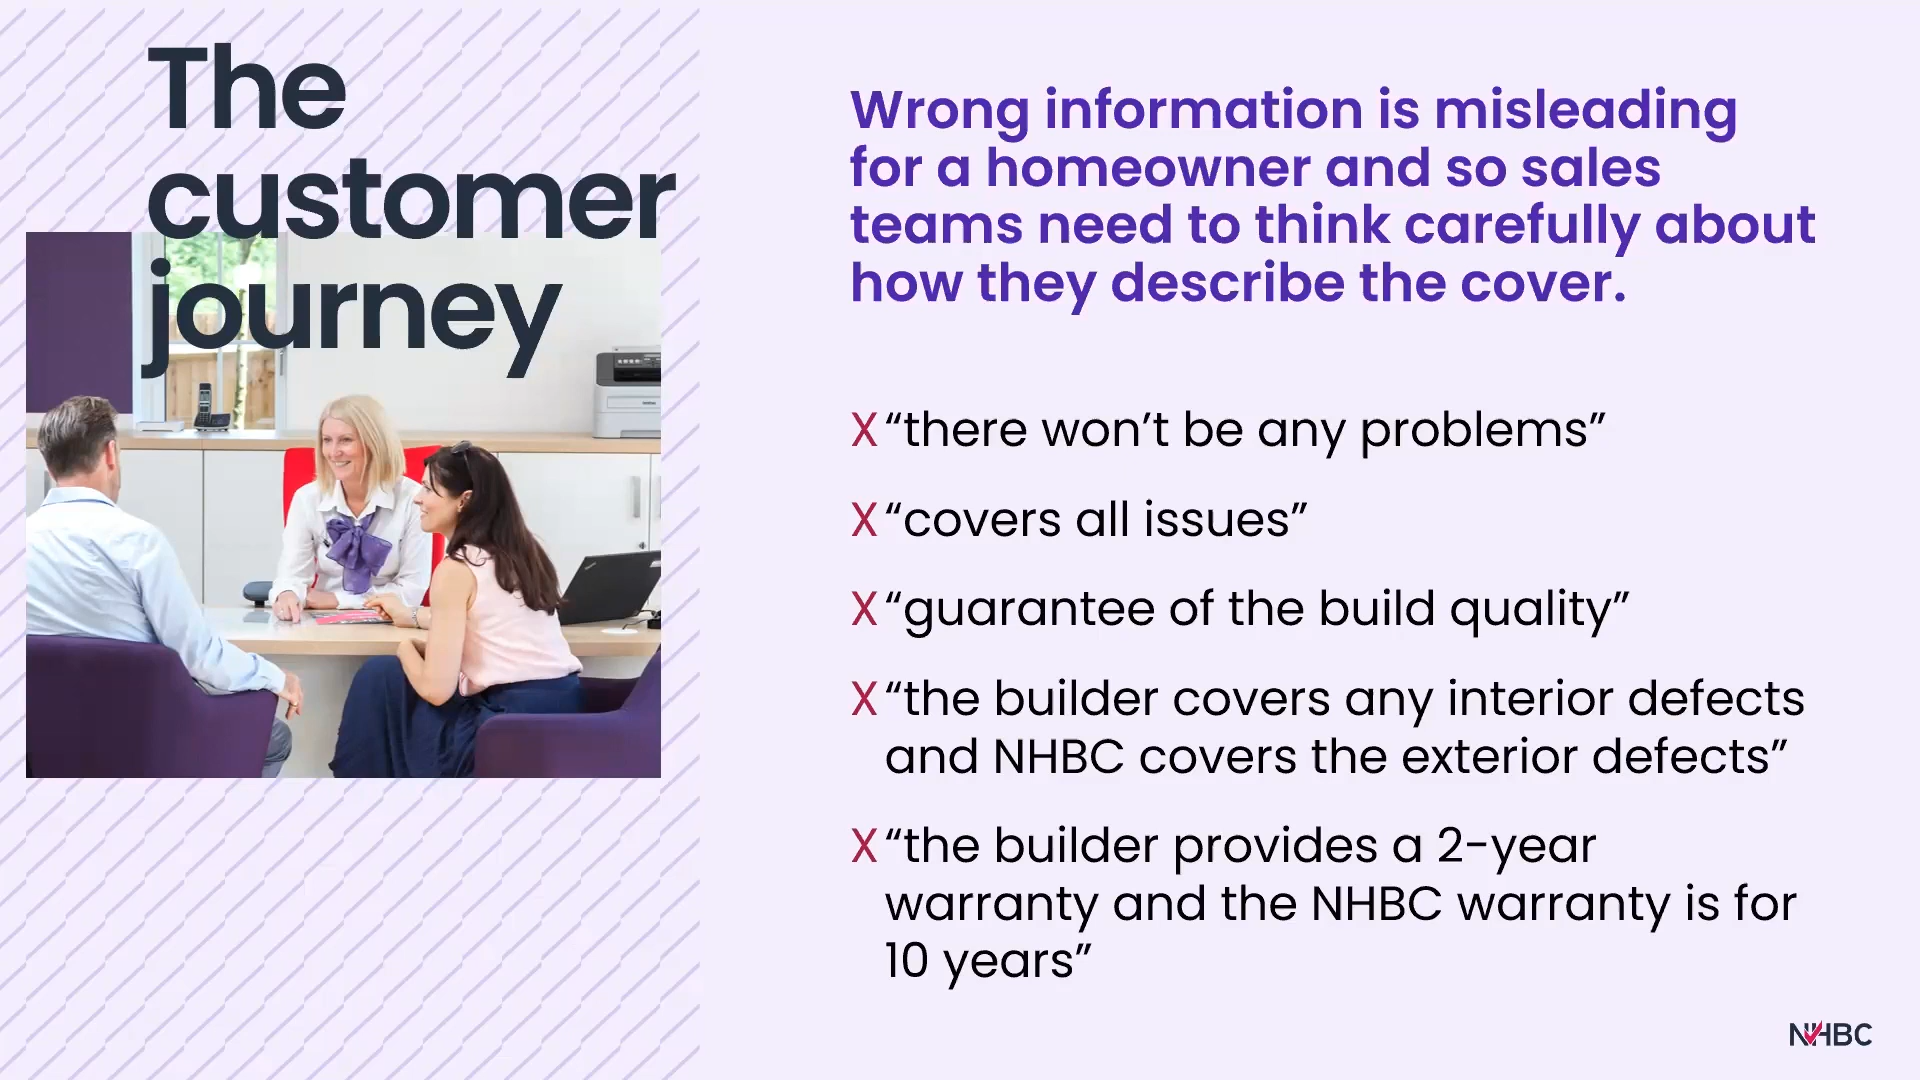 The
customer
journey
Wrong information is misleading
for a homeowner and so sales
teams need to think carefully about
how they describe the cover.
X “there won’t be any problems”
X “covers all issues”
X “guarantee of the build quality”
X “the builder covers any interior defects
and NHBC covers the exterior defects”
X “the builder provides a 2-year
warranty and the NHBC warranty is for
10 years”
NHBC